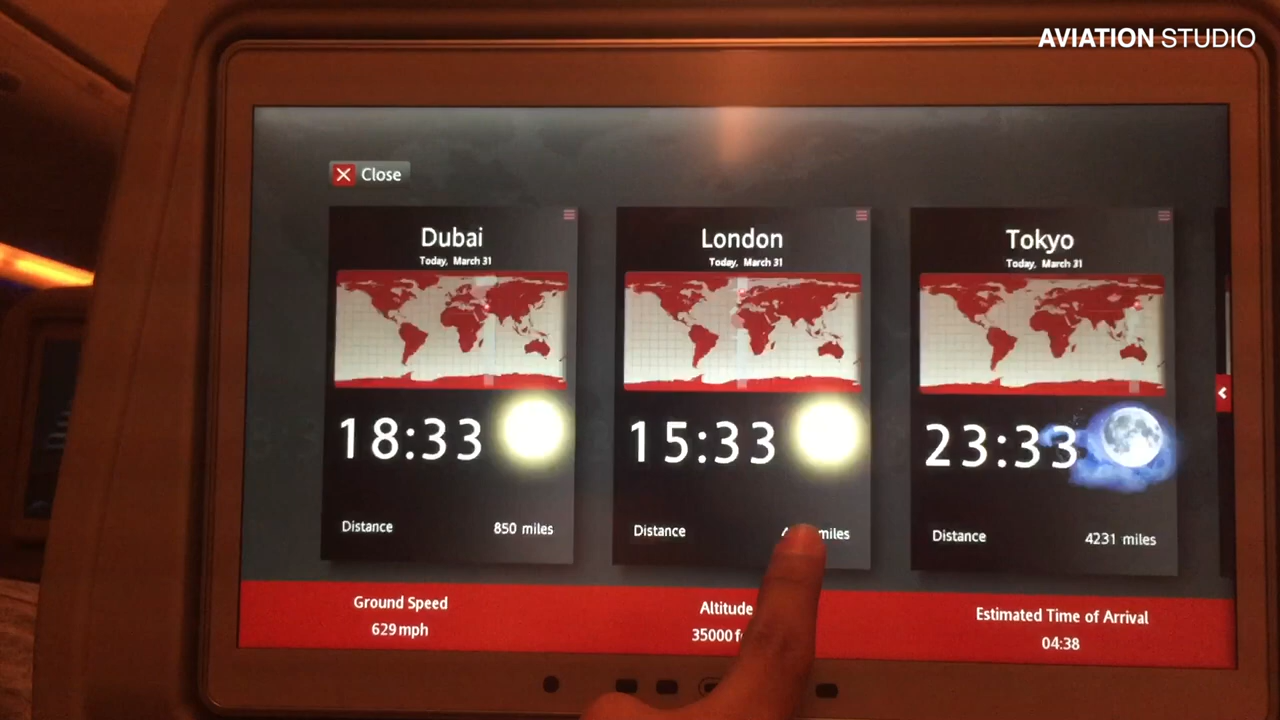 AVIATION STUDIO
Close
Dubai
Today, March 31
18:33
Distance 850 miles
London
Today, March 31
15:33
Distance miles
Tokyo
Today, March 31
23:33
Distance 4231 miles
Ground Speed
629 mph
Altitude
35000
Estimated Time of Arrival
04:38